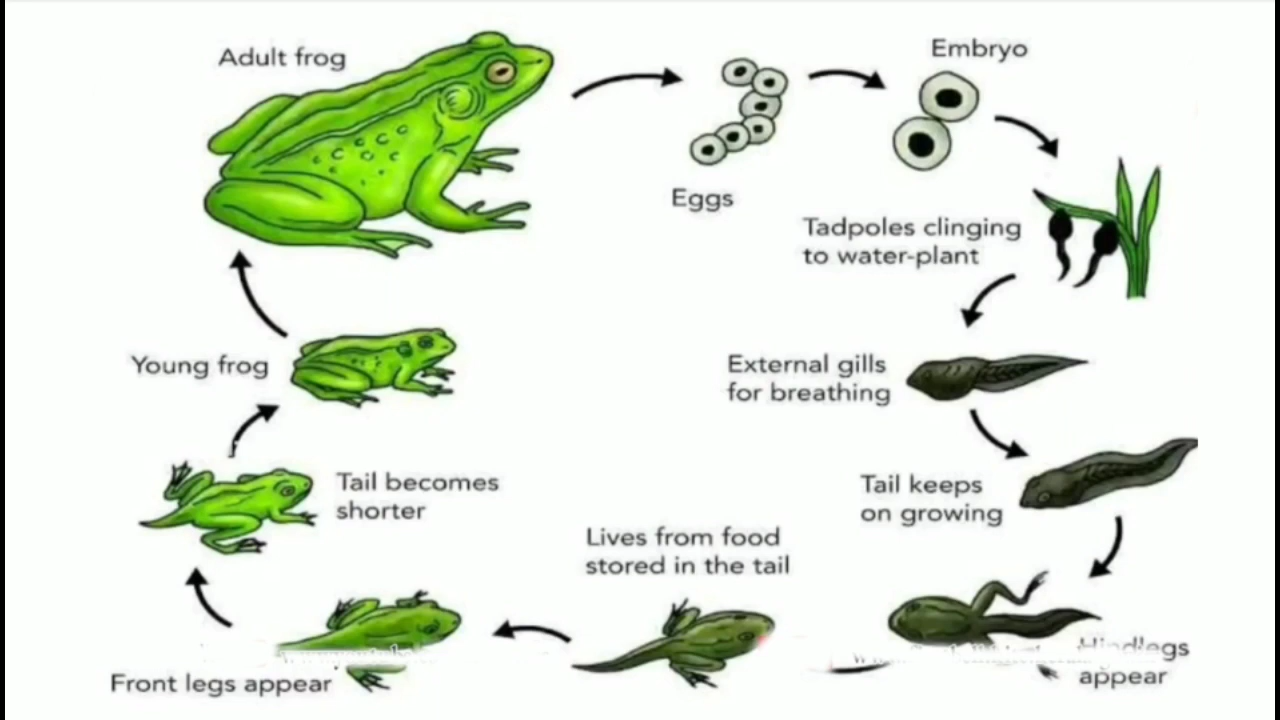 Adult frog
Eggs
Embryo
Tadpoles clinging
to water-plant
External gills
for breathing
Tail keeps
on growing
Hindlegs
appear
Lives from food
stored in the tail
Front legs appear
Tail becomes
shorter
Young frog